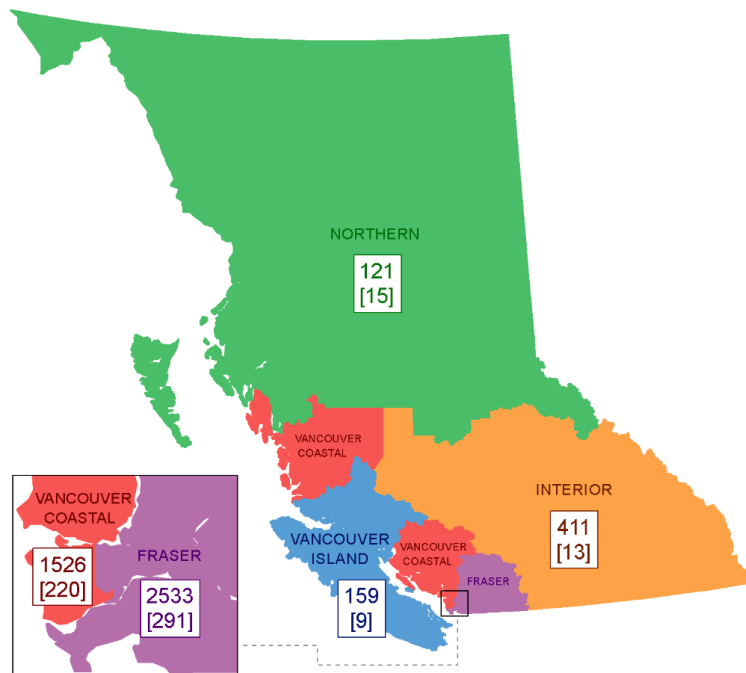 NORTHERN
121
[15]
VANCOUVER
COASTAL
INTERIOR
411
[13]
VANCOUVER
ISLAND
159
[9]
VANCOUVER
COASTAL
FRASER
VANCOUVER
COASTAL
1526
[220]
FRASER
2533
[291]